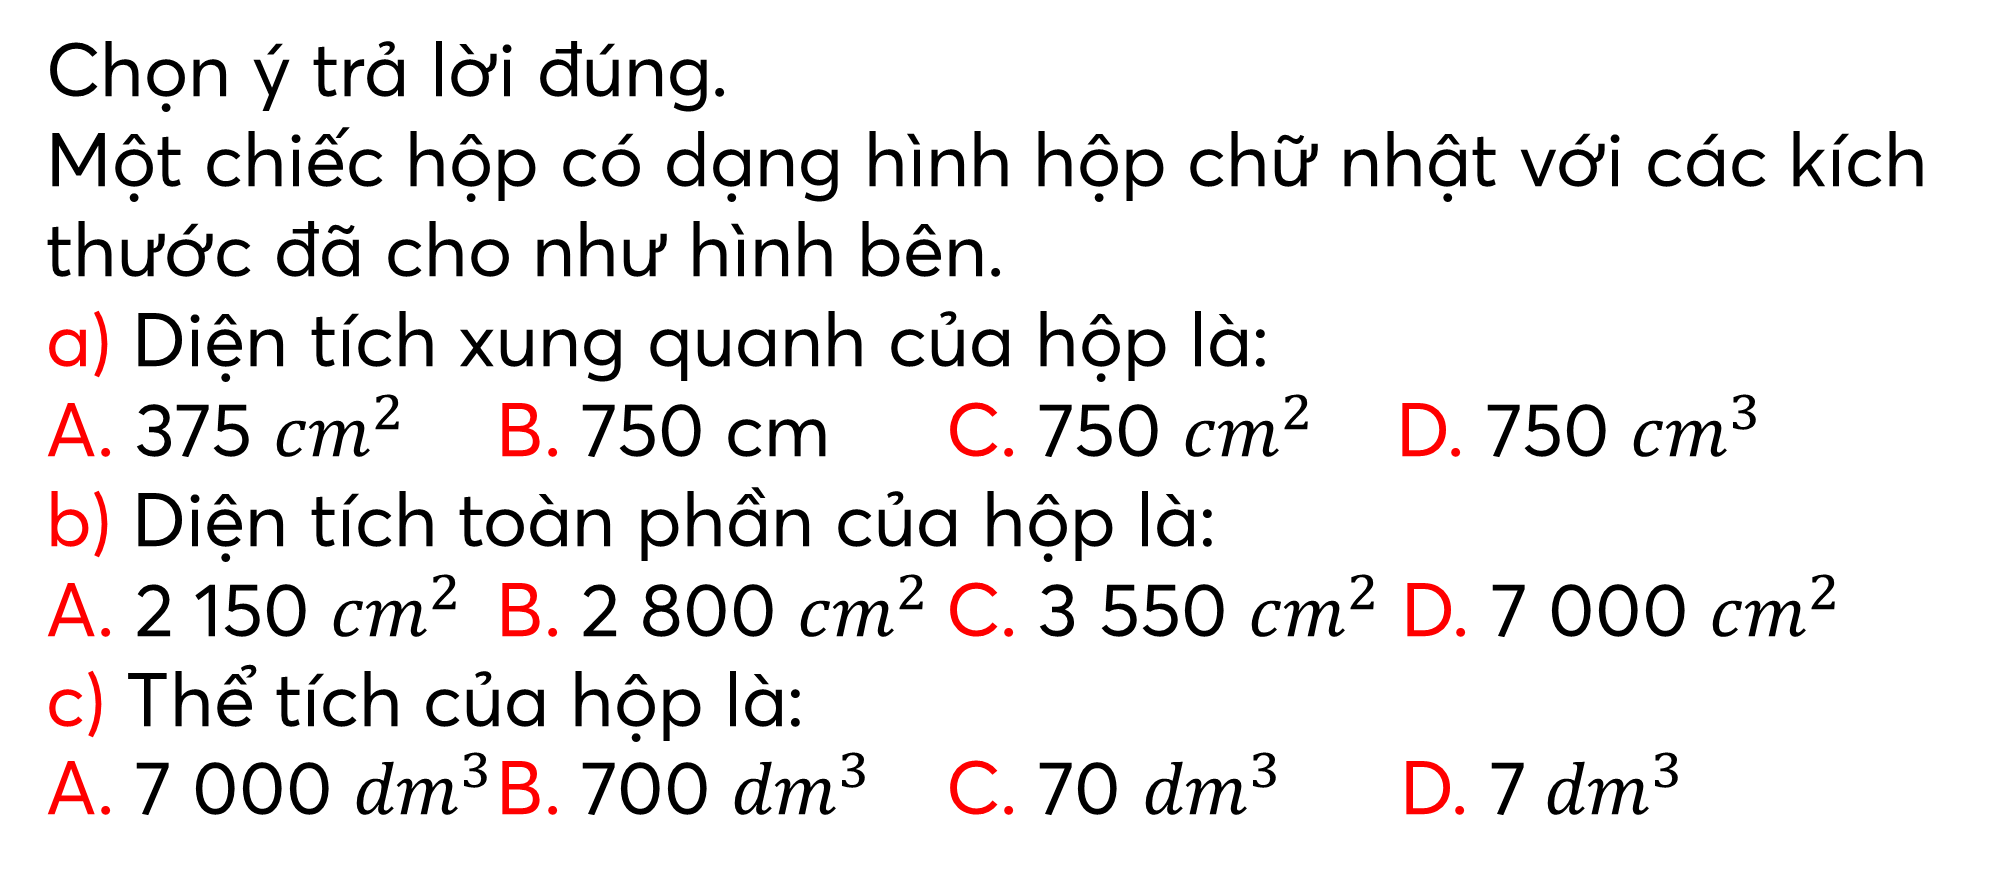 Chọn ý trả lời đúng.
Một chiếc hộp có dạng hình hộp chữ nhật với các kích
thước đã cho như hình bên.
a) Diện tích xung quanh của hộp là:
A. 375 cm² B. 750 cm C. 750 cm² D. 750 cm³
b) Diện tích toàn phần của hộp là:
A. 2 150 cm² B. 2 800 cm² C. 3 550 cm² D. 7 000 cm²
c) Thể tích của hộp là:
A. 7 000 dm³ B. 700 dm³ C. 70 dm³ D. 7 dm³